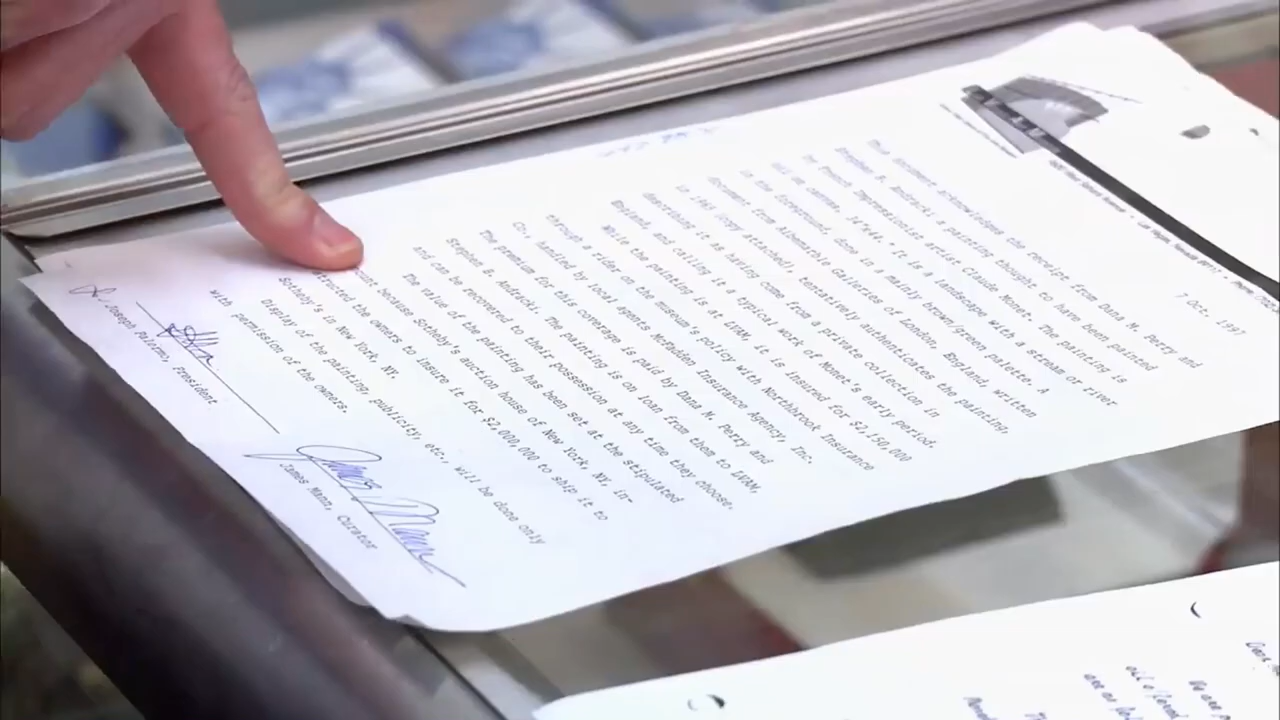 7 Oct. 1997
This document acknowledges the receipt from Dana N. Perry and
Stephen B.            a painting thought to have been painted
by French Impressionist artist Claude Monet. The painting is
oil on canvas,            It is a landscape with a stream or river
in the foreground, done in a mainly brown/green palette. A
document from            Galleries of London, England, written
in            (copy attached), tentatively authenticates the painting,
describing it as having come from a private collection in
England, and calling it a typical work of Monet's early period.
While the painting is at LVAM, it is insured for $2,150,000
through a rider on the museum's policy with Northbrook Insurance
Co., handled by local agents McFadden Insurance Agency, Inc.
The premium for this coverage is paid by Dana N. Perry and
Stephen B.            The painting is on loan from them to LVAM,
and can be recovered to their possession at any time they choose.
The value of the painting has been set at the stipulated
because Sotheby's auction house of New York, NY. in-
structed the owners to insure it for $2,000,000 to ship it to
Sotheby's in New York, NY.
Display of the painting, publicity, etc., will be done only
with permission of the owners.
Joseph Palermo, President
James Mann
James Mann, Curator